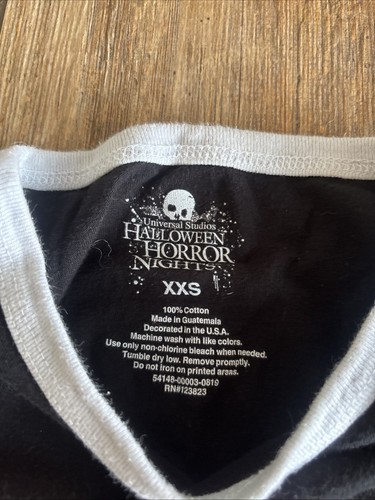 Universal Studios
HALLOWEEN
HORROR
NIGHTS
XXS
100% Cotton
Made in Guatemala
Decorated in the U.S.A.
Machine wash with like colors.
Use only non-chlorine bleach when needed.
Tumble dry low. Remove promptly.
Do not iron on printed areas.
54148-00003-0819
RN#123823